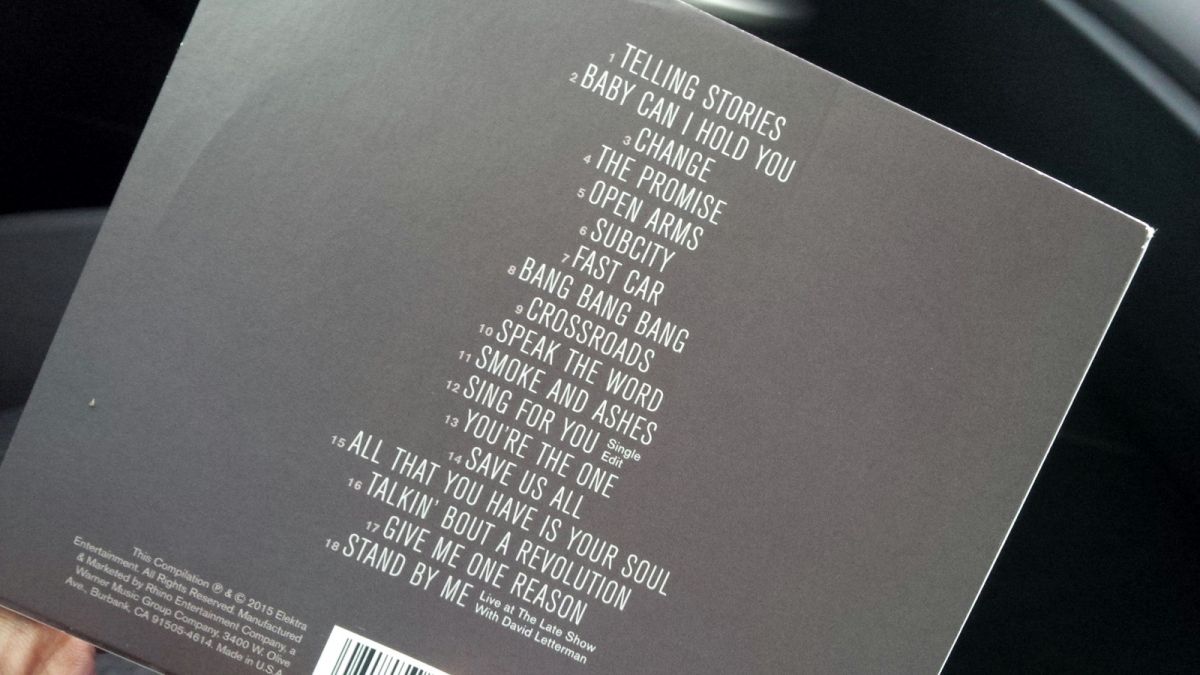 1 TELLING STORIES
2 BABY CAN I HOLD YOU
3 CHANGE
4 THE PROMISE
5 OPEN ARMS
6 SUBCITY
7 FAST CAR
8 BANG BANG BANG
9 CROSSROADS
10 SPEAK THE WORD
11 SMOKE AND ASHES
12 SING FOR YOU Single Edit
13 YOU'RE THE ONE
14 SAVE US ALL
15 ALL THAT YOU HAVE IS YOUR SOUL
16 TALKIN' BOUT A REVOLUTION
17 GIVE ME ONE REASON
18 STAND BY ME Live at The Late Show With David Letterman
This Compilation ℗ & © 2015 Elektra
Entertainment. All Rights Reserved. Manufactured
& Marketed by Rhino Entertainment Company, a
Warner Music Group Company, 3400 W. Olive
Ave., Burbank, CA 91505-4614. Made in U.S.A.